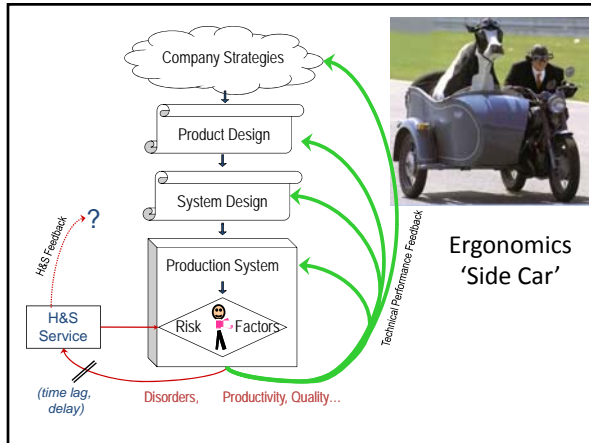 Company Strategies
Product Design
System Design
Production System
Risk Factors
H&S Feedback
?
H&S
Service
(time lag,
delay)
Disorders, Productivity, Quality...
Technical Performance Feedback
Ergonomics
'Side Car'